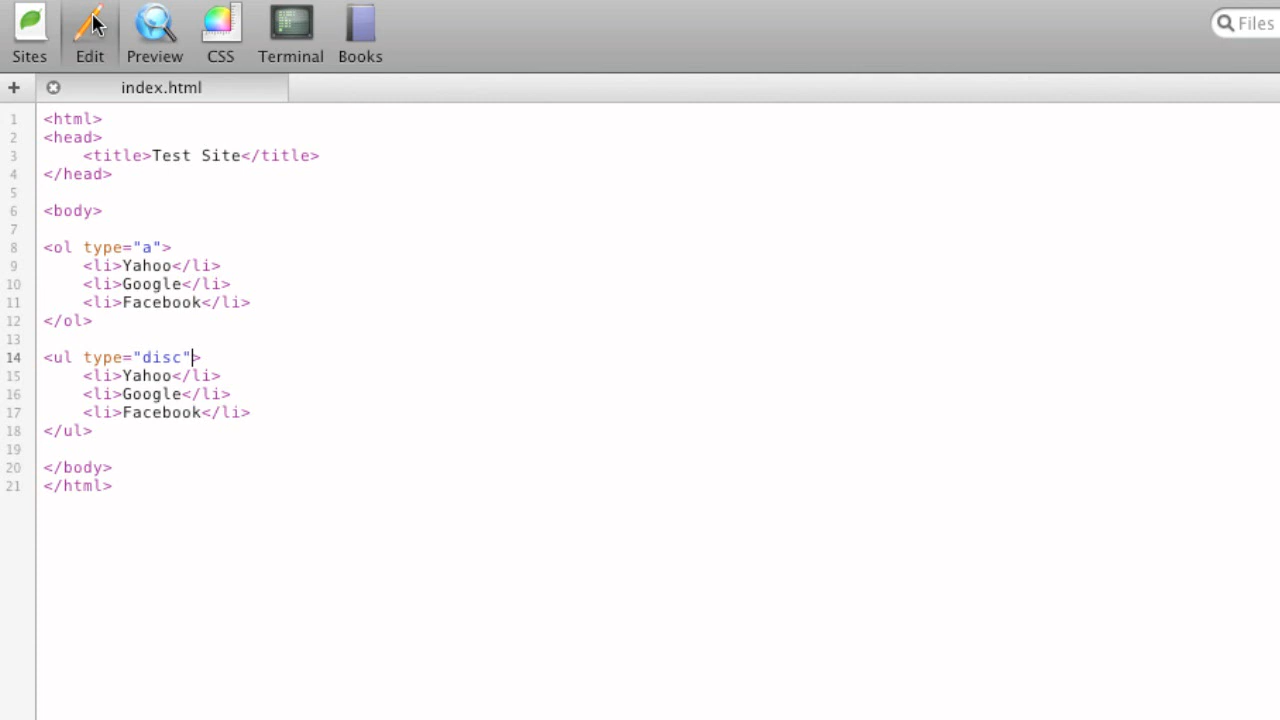 Sites Edit Preview CSS Terminal Books Files
+ index.html
1 <html>
2 <head>
3     <title>Test Site</title>
4 </head>
5
6 <body>
7
8 <ol type="a">
9     <li>Yahoo</li>
10     <li>Google</li>
11     <li>Facebook</li>
12 </ol>
13
14 <ul type="disc">
15     <li>Yahoo</li>
16     <li>Google</li>
17     <li>Facebook</li>
18 </ul>
19
20 </body>
21 </html>